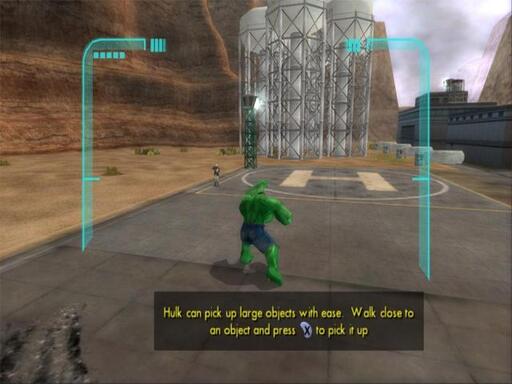 H
Hulk can pick up large objects with ease. Walk close to
an object and press X to pick it up